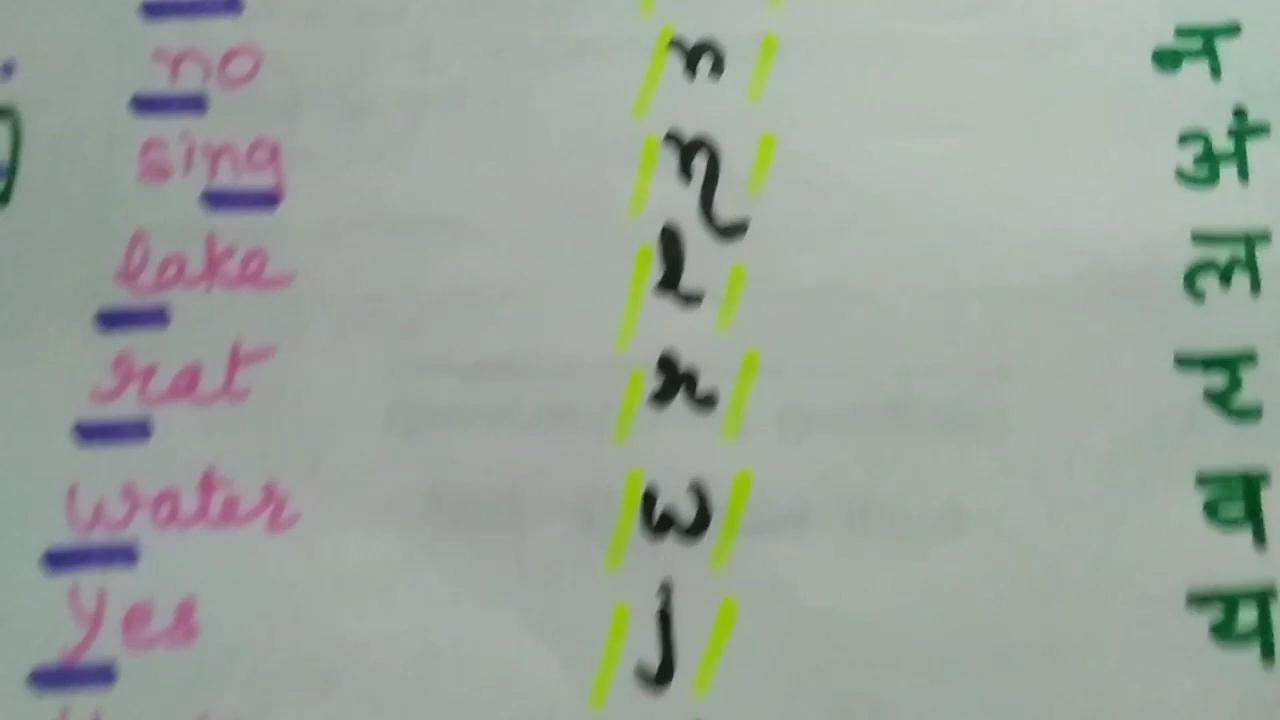 no /n/ न
sing /ŋ/ अं
lake /l/ ल
rat /r/ र
water /w/ व
yes /j/ य